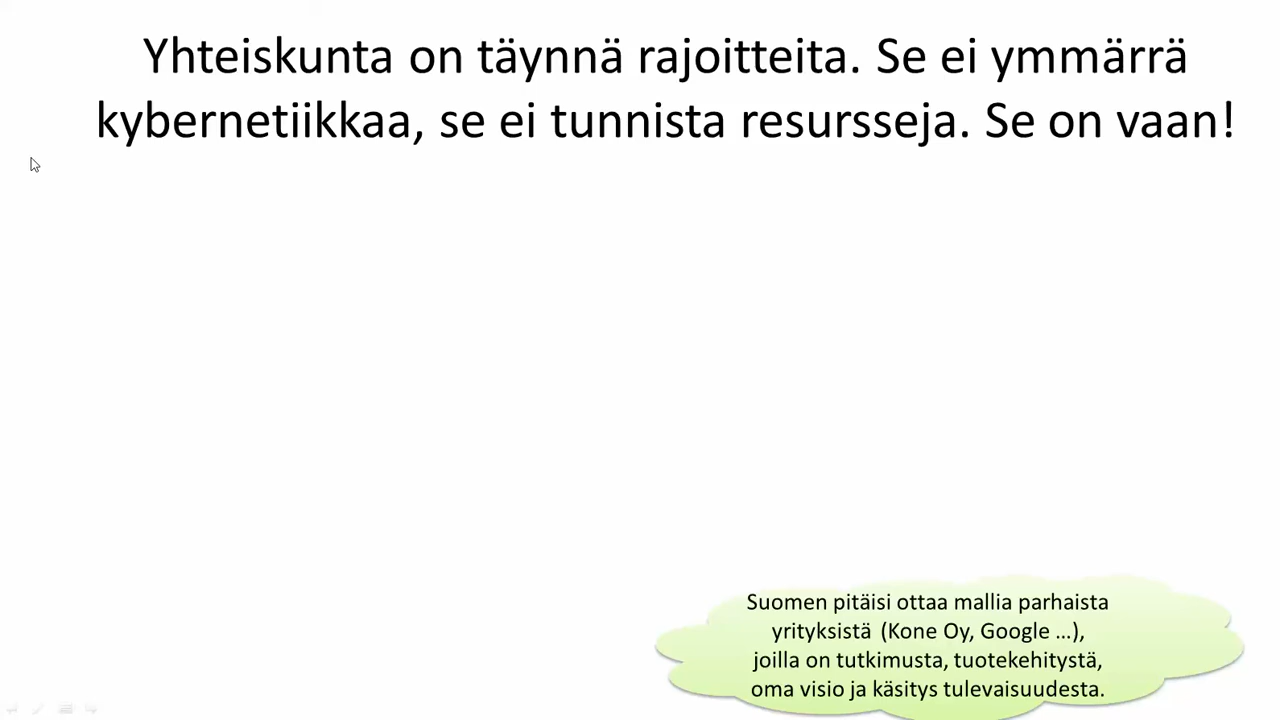 Yhteiskunta on täynnä rajoitteita. Se ei ymmärrä
kybernetiikkaa, se ei tunnista resursseja. Se on vaan!
Suomen pitäisi ottaa mallia parhaista
yrityksistä (Kone Oy, Google ...),
joilla on tutkimusta, tuotekehitystä,
oma visio ja käsitys tulevaisuudesta.